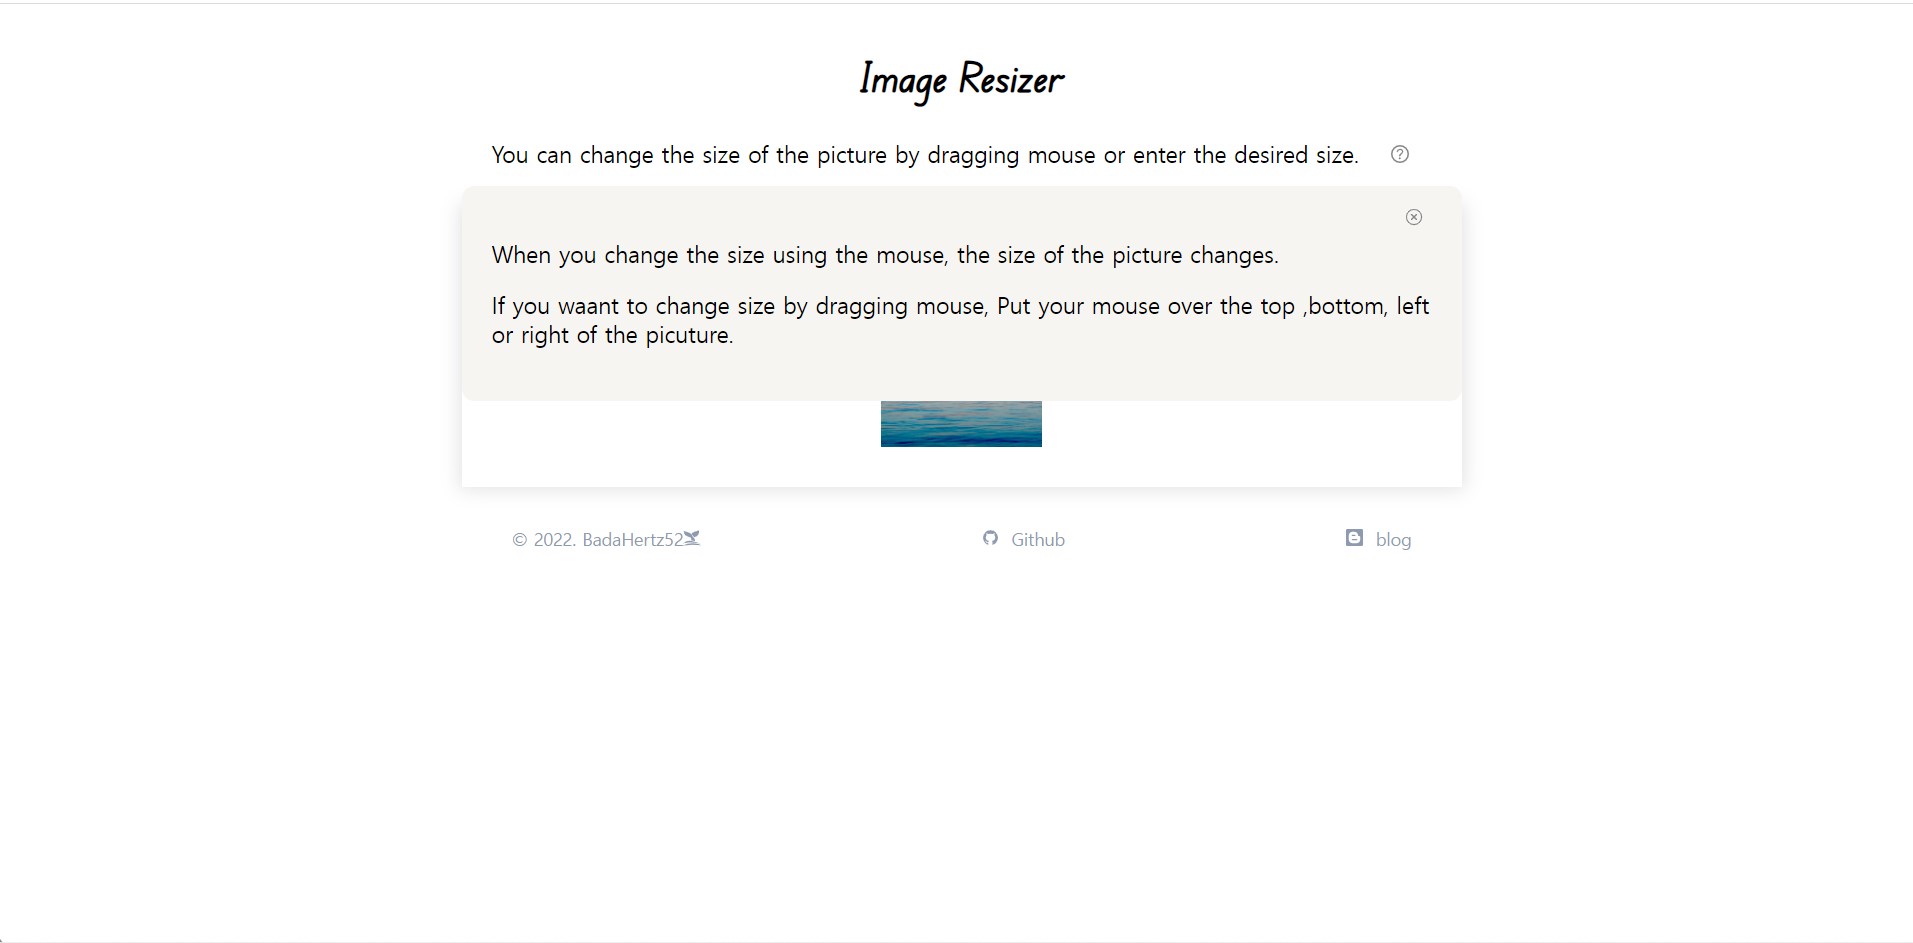 Image Resizer
You can change the size of the picture by dragging mouse or enter the desired size.
When you change the size using the mouse, the size of the picture changes.
If you waant to change size by dragging mouse, Put your mouse over the top ,bottom, left
or right of the picuture.
© 2022. BadaHertz52
Github
blog